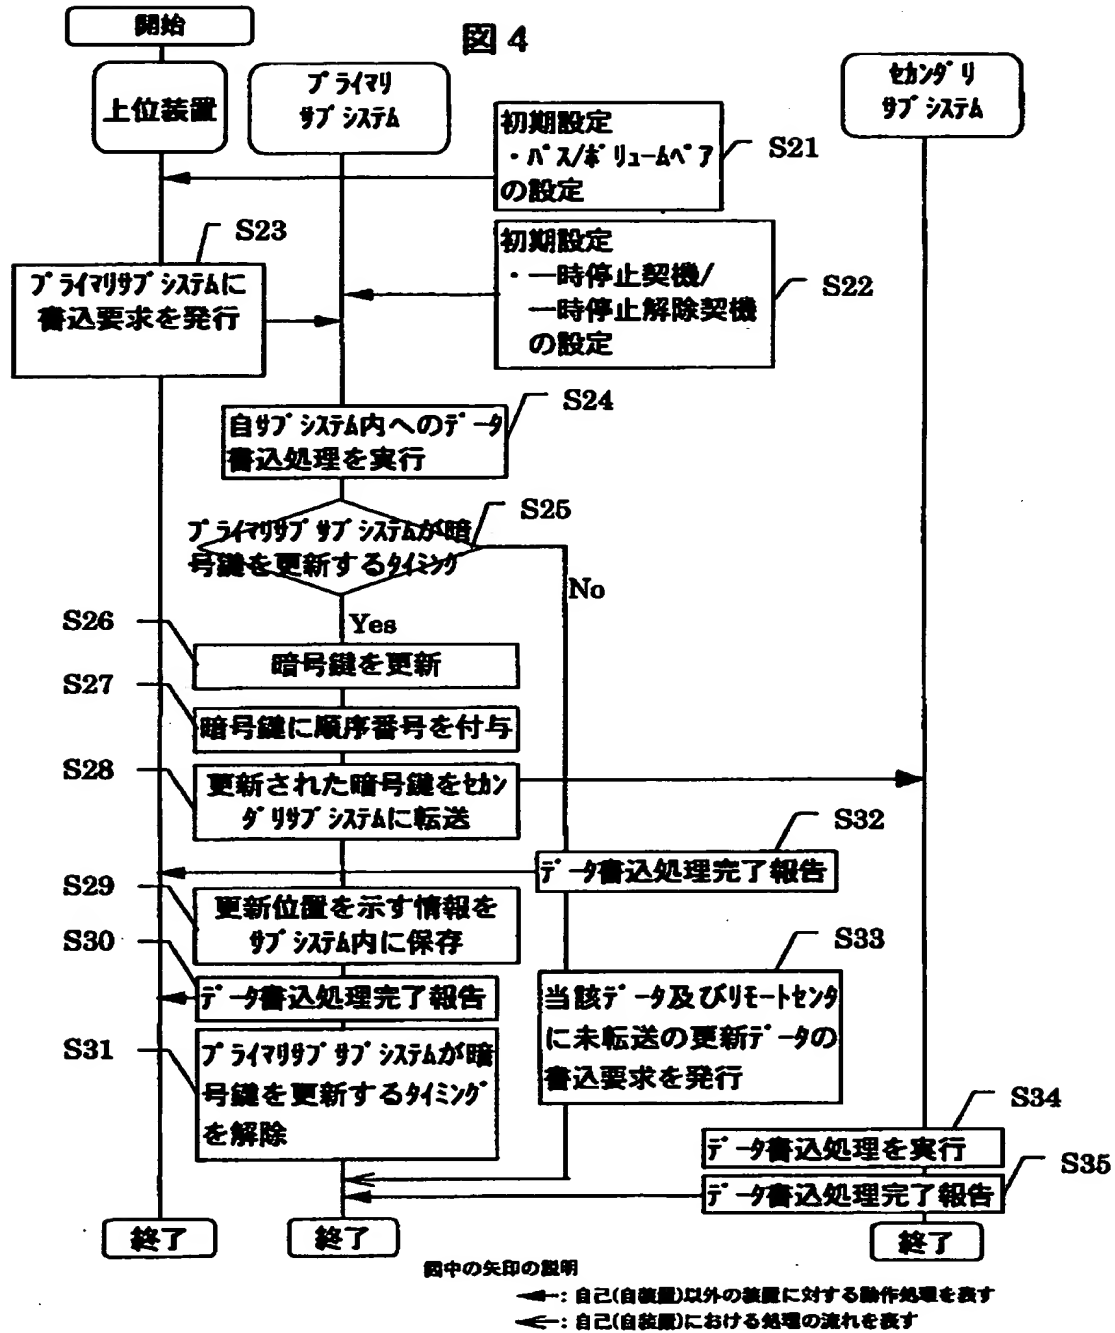 開始
図４
上位装置
プライマリ
サブシステム
セカンダリ
サブシステム
初期設定
・パス/ボリュームペア
の設定
S21
S23
初期設定
・一時停止契機/
一時停止解除契機
の設定
S22
プライマリサブシステムに
書込要求を発行
S24
自サブシステム内へのデータ
書込処理を実行
S25
プライマリサブサブシステムが暗
号鍵を更新するタイミング
No
Yes
S26
暗号鍵を更新
S27
暗号鍵に順序番号を付与
S28
更新された暗号鍵をセカン
ダリサブシステムに転送
S32
データ書込処理完了報告
S29
更新位置を示す情報を
サブシステム内に保存
S30
データ書込処理完了報告
S33
当該データ及びリモートセンタ
に未転送の更新データの
書込要求を発行
S31
プライマリサブサブシステムが暗
号鍵を更新するタイミング
を解除
S34
データ書込処理を実行
S35
データ書込処理完了報告
終了
終了
終了
図中の矢印の説明
：自己(自装置)以外の装置に対する動作処理を表す
：自己(自装置)における処理の流れを表す